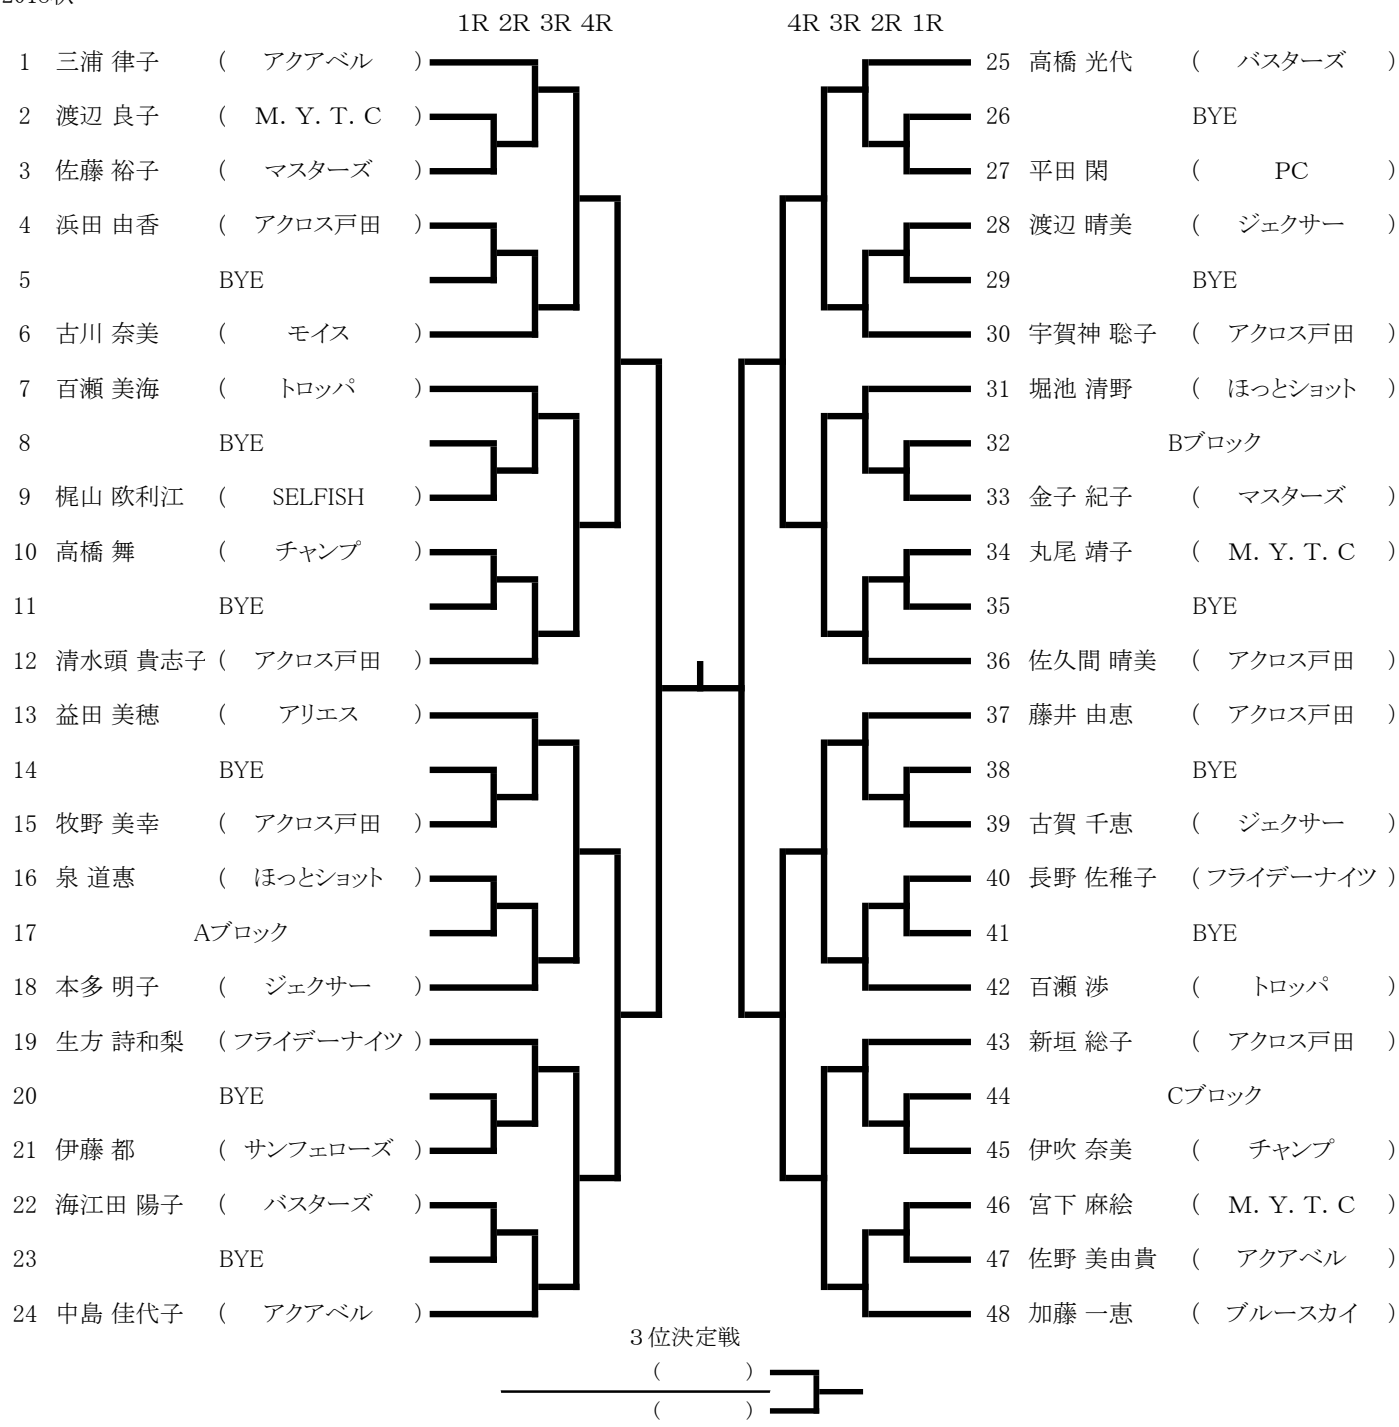 1R 2R 3R 4R
4R 3R 2R 1R
1 三浦 律子 ( アクアベル )
2 渡辺 良子 ( M. Y. T. C )
3 佐藤 裕子 ( マスターズ )
4 浜田 由香 ( アクロス戸田 )
5 BYE
6 古川 奈美 ( モイス )
7 百瀬 美海 ( トロッパ )
8 BYE
9 梶山 欧利江 ( SELFISH )
10 高橋 舞 ( チャンプ )
11 BYE
12 清水頭 貴志子 ( アクロス戸田 )
13 益田 美穂 ( アリエス )
14 BYE
15 牧野 美幸 ( アクロス戸田 )
16 泉 道惠 ( ほっとショット )
17 Aブロック
18 本多 明子 ( ジェクサー )
19 生方 詩和梨 ( フライデーナイツ )
20 BYE
21 伊藤 都 ( サンフェローズ )
22 海江田 陽子 ( バスターズ )
23 BYE
24 中島 佳代子 ( アクアベル )
25 高橋 光代 ( バスターズ )
26 BYE
27 平田 閑 ( PC )
28 渡辺 晴美 ( ジェクサー )
29 BYE
30 宇賀神 聡子 ( アクロス戸田 )
31 堀池 清野 ( ほっとショット )
32 Bブロック
33 金子 紀子 ( マスターズ )
34 丸尾 靖子 ( M. Y. T. C )
35 BYE
36 佐久間 晴美 ( アクロス戸田 )
37 藤井 由恵 ( アクロス戸田 )
38 BYE
39 古賀 千恵 ( ジェクサー )
40 長野 佐稚子 ( フライデーナイツ )
41 BYE
42 百瀬 渉 ( トロッパ )
43 新垣 総子 ( アクロス戸田 )
44 Cブロック
45 伊吹 奈美 ( チャンプ )
46 宮下 麻絵 ( M. Y. T. C )
47 佐野 美由貴 ( アクアベル )
48 加藤 一恵 ( ブルースカイ )
３位決定戦
( )
( )